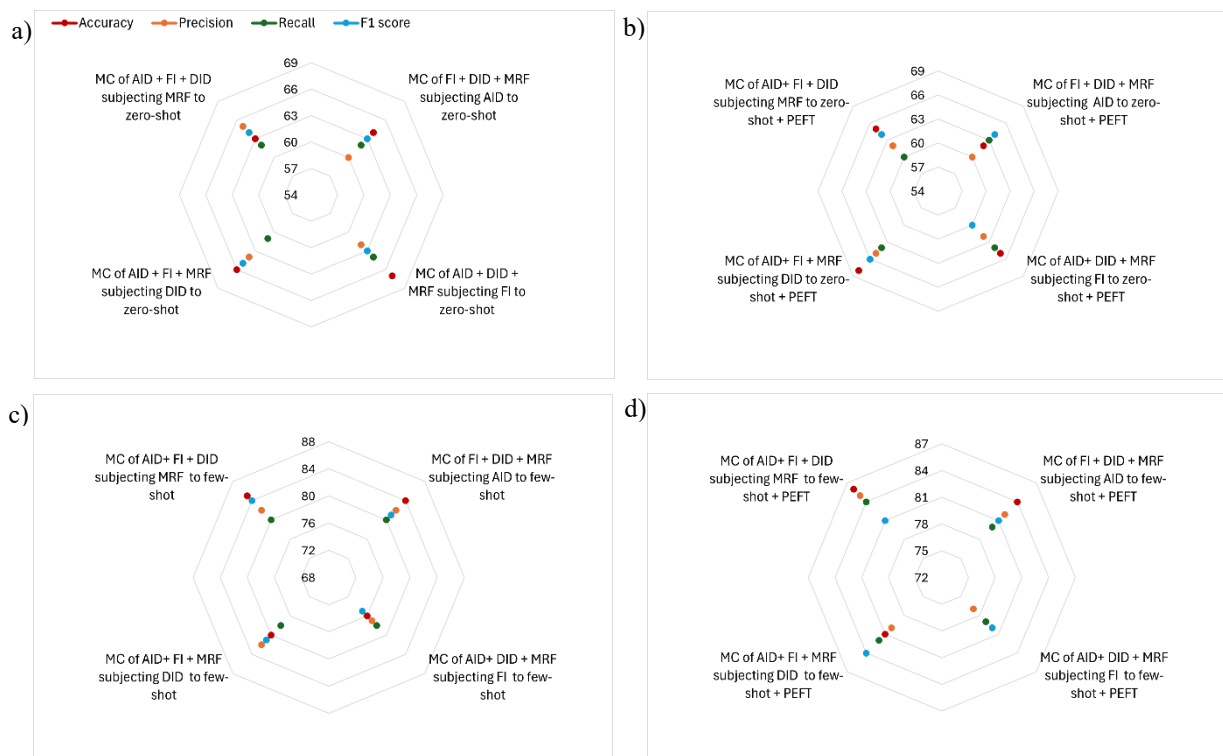 a)
Accuracy Precision Recall F1 score
69
66
63
60
57
54
MC of AID + FI + DID
subjecting MRF to
zero-shot
MC of FI + DID + MRF
subjecting AID to
zero-shot
MC of AID + FI + MRF
subjecting DID to
zero-shot
MC of AID + DID +
MRF subjecting FI to
zero-shot
b)
69
66
63
60
57
54
MC of AID+ FI + DID
subjecting MRF to zero-
shot + PEFT
MC of FI + DID + MRF
subjecting AID to zero-
shot + PEFT
MC of AID+ FI + MRF
subjecting DID to zero-
shot + PEFT
MC of AID+ DID + MRF
subjecting FI to zero-
shot + PEFT
c)
88
84
80
76
72
68
MC of AID+ FI + DID
subjecting MRF to few-
shot
MC of FI + DID + MRF
subjecting AID to few-
shot
MC of AID+ FI + MRF
subjecting DID to few-
shot
MC of AID+ DID + MRF
subjecting FI to few-
shot
d)
87
84
81
78
75
72
MC of AID+ FI + DID
subjecting MRF to few-
shot + PEFT
MC of FI + DID + MRF
subjecting AID to few-
shot + PEFT
MC of AID+ FI + MRF
subjecting DID to few-
shot + PEFT
MC of AID+ DID + MRF
subjecting FI to few-
shot + PEFT